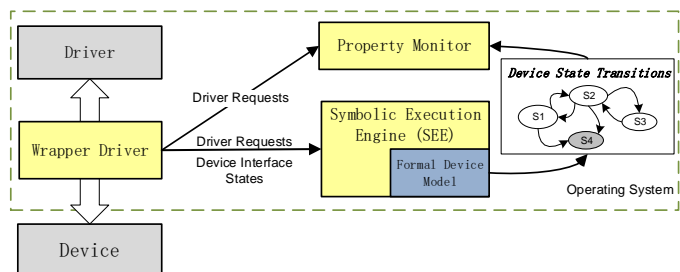 Driver
Property Monitor
Device State Transitions
S2
S1
S3
S4
Driver Requests
Symbolic Execution
Engine (SEE)
Driver Requests
Wrapper Driver
Device Interface
States
Formal Device
Model
Operating System
Device